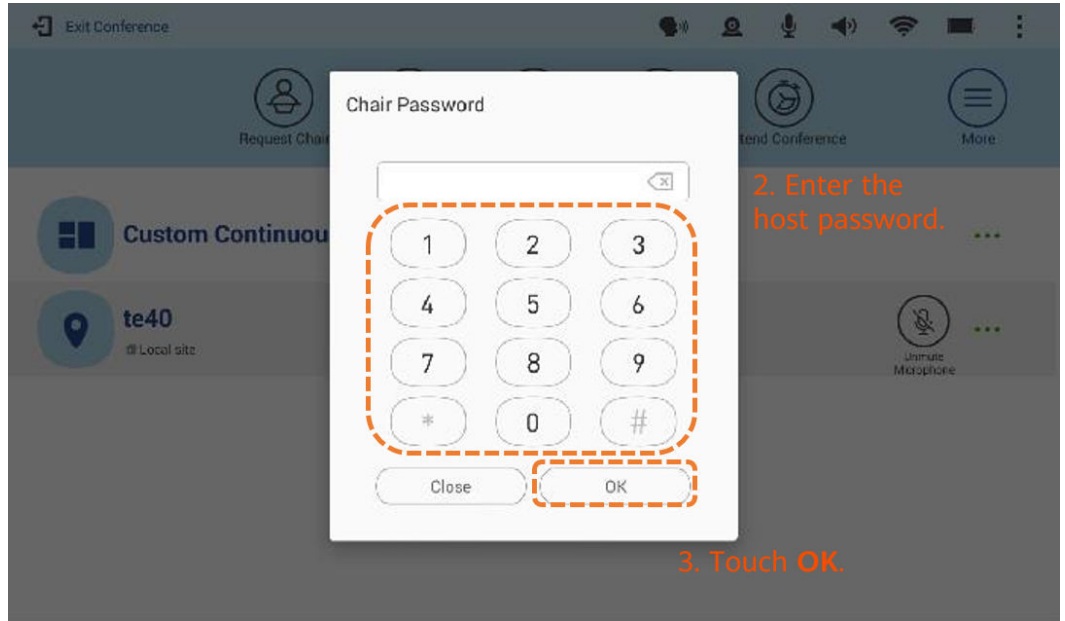 Exit Conference
Chair Password
Request Chair
tend Conference
More
2. Enter the
host password.
1 2 3
Custom Continuou
4 5 6
te40
Local site
Unmute
Microphone
7 8 9
* 0 #
Close OK
3. Touch OK.